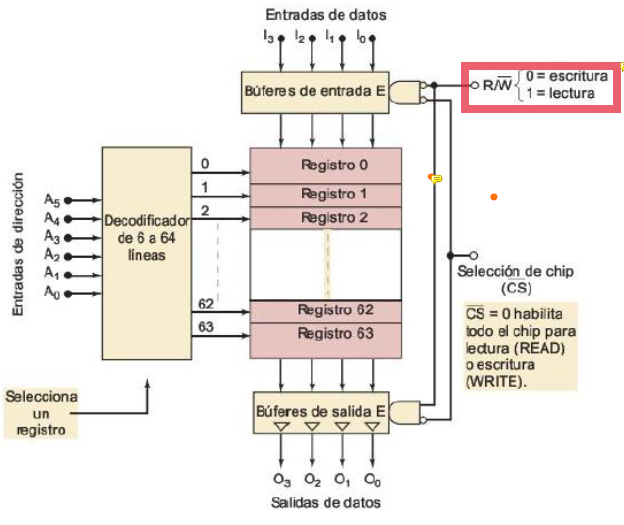 Entradas de datos
I₃ I₂ I₁ I₀
Búferes de entrada E
R/W̅ { 0 = escritura
1 = lectura
Entradas de dirección
A₅
A₄
A₃
A₂
A₁
A₀
Decodificador
de 6 a 64
líneas
0
1
2
62
63
Registro 0
Registro 1
Registro 2
Registro 62
Registro 63
Selección de chip
(C̅S̅)
C̅S̅ = 0 habilita
todo el chip para
lectura (READ)
o escritura
(WRITE).
Selecciona
un
registro
Búferes de salida E
O₃ O₂ O₁ O₀
Salidas de datos